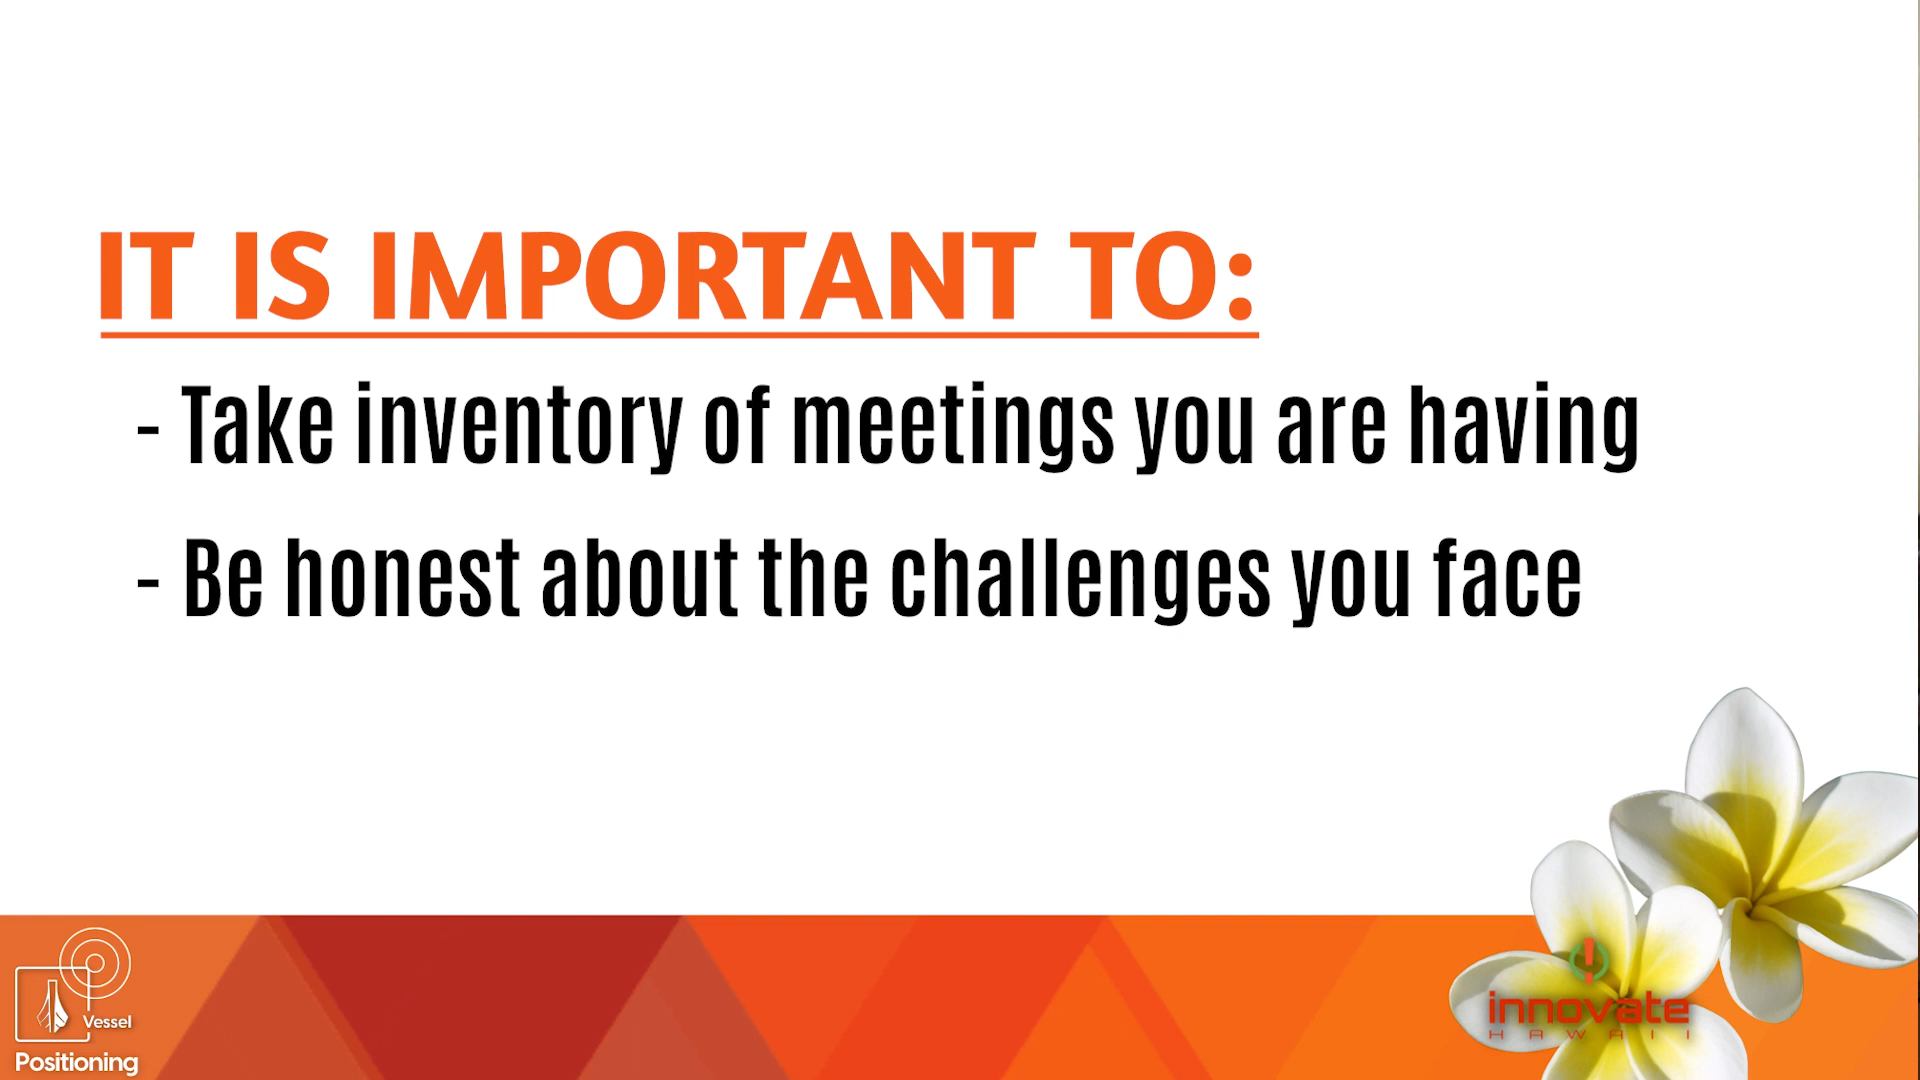 IT IS IMPORTANT TO:
- Take inventory of meetings you are having
- Be honest about the challenges you face
Vessel
Positioning
innovate
HAWAII